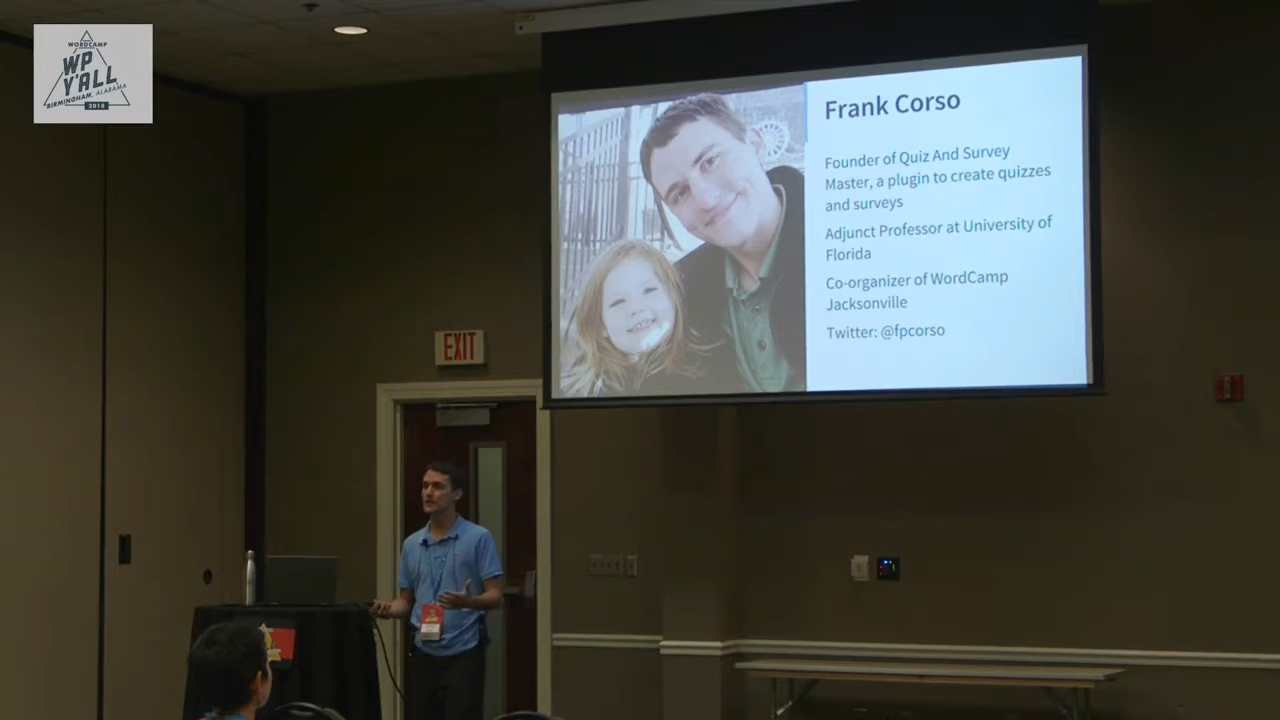 WORDCAMP
WP
Y'ALL
BIRMINGHAM, ALABAMA
2018
Frank Corso
Founder of Quiz And Survey
Master, a plugin to create quizzes
and surveys
Adjunct Professor at University of
Florida
Co-organizer of WordCamp
Jacksonville
Twitter: @fpcorso
EXIT